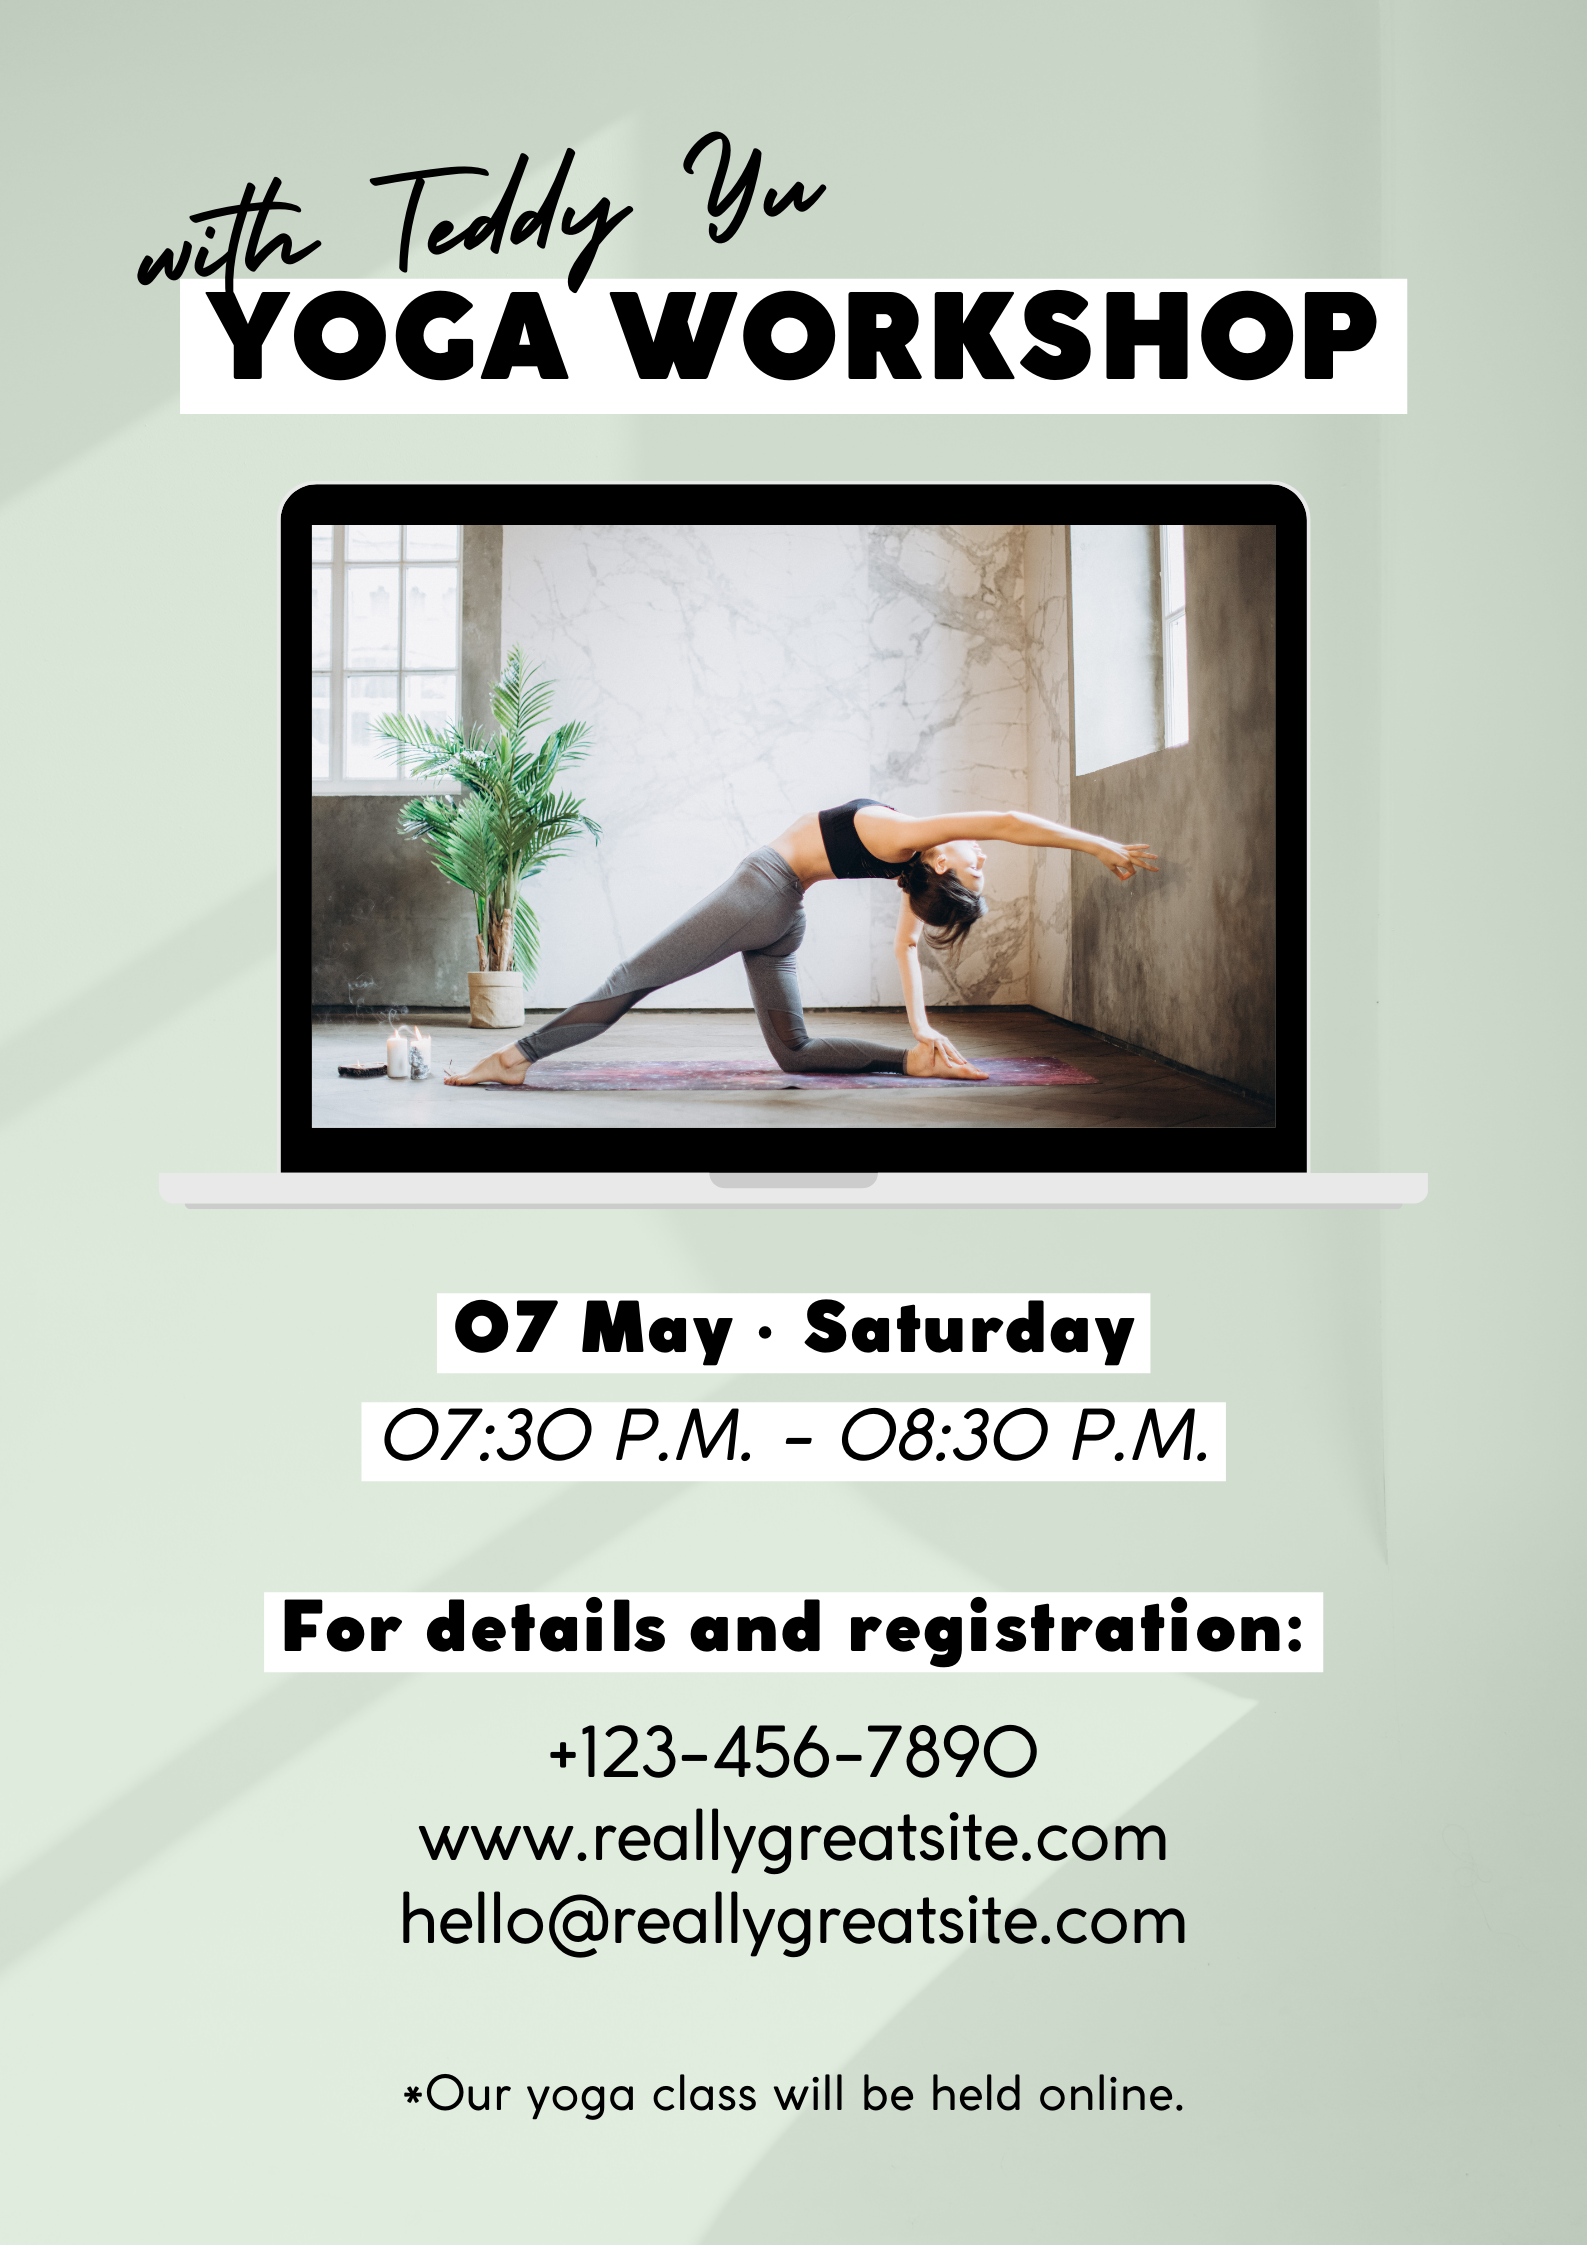 with Teddy Yu
YOGA WORKSHOP
07 May · Saturday
07:30 P.M. - 08:30 P.M.
For details and registration:
+123-456-7890
www.reallygreatsite.com
hello@reallygreatsite.com
*Our yoga class will be held online.